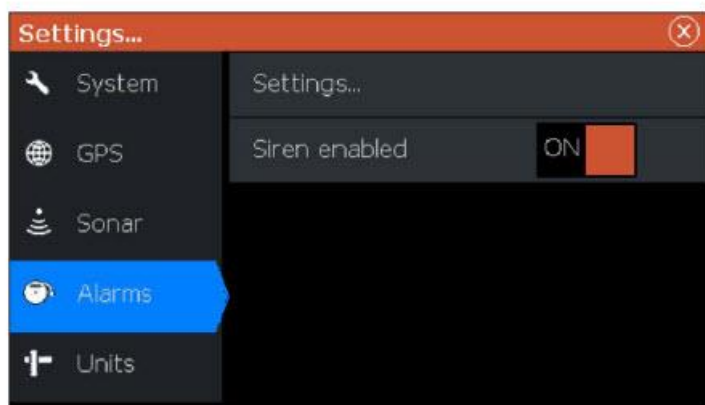 Settings...
System
GPS
Sonar
Alarms
Units
Settings...
Siren enabled ON